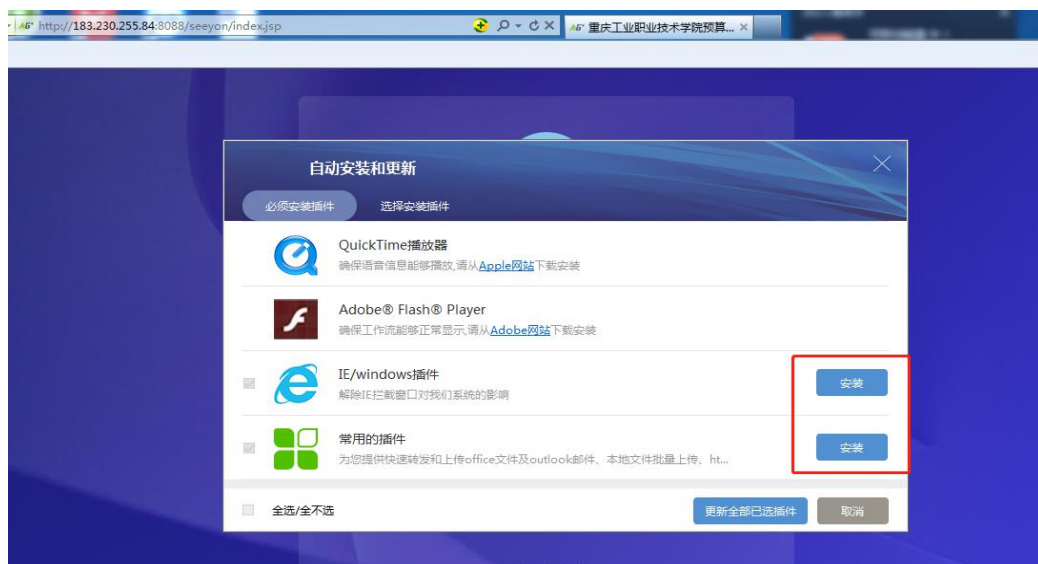 http://183.230.255.84:8088/seeyon/index.jsp
重庆工业职业技术学院预算...
自动安装和更新
必须安装插件 选择安装插件
QuickTime播放器
确保语音信息能够播放,请从Apple网站下载安装
Adobe® Flash® Player
确保工作流能够正常显示,请从Adobe网站下载安装
IE/windows插件
解除IE拦截窗口对我们系统的影响
安装
常用的插件
为您提供快速转发和上传office文件及outlook邮件、本地文件批量上传、ht...
安装
全选/全不选
更新全部已选插件 取消